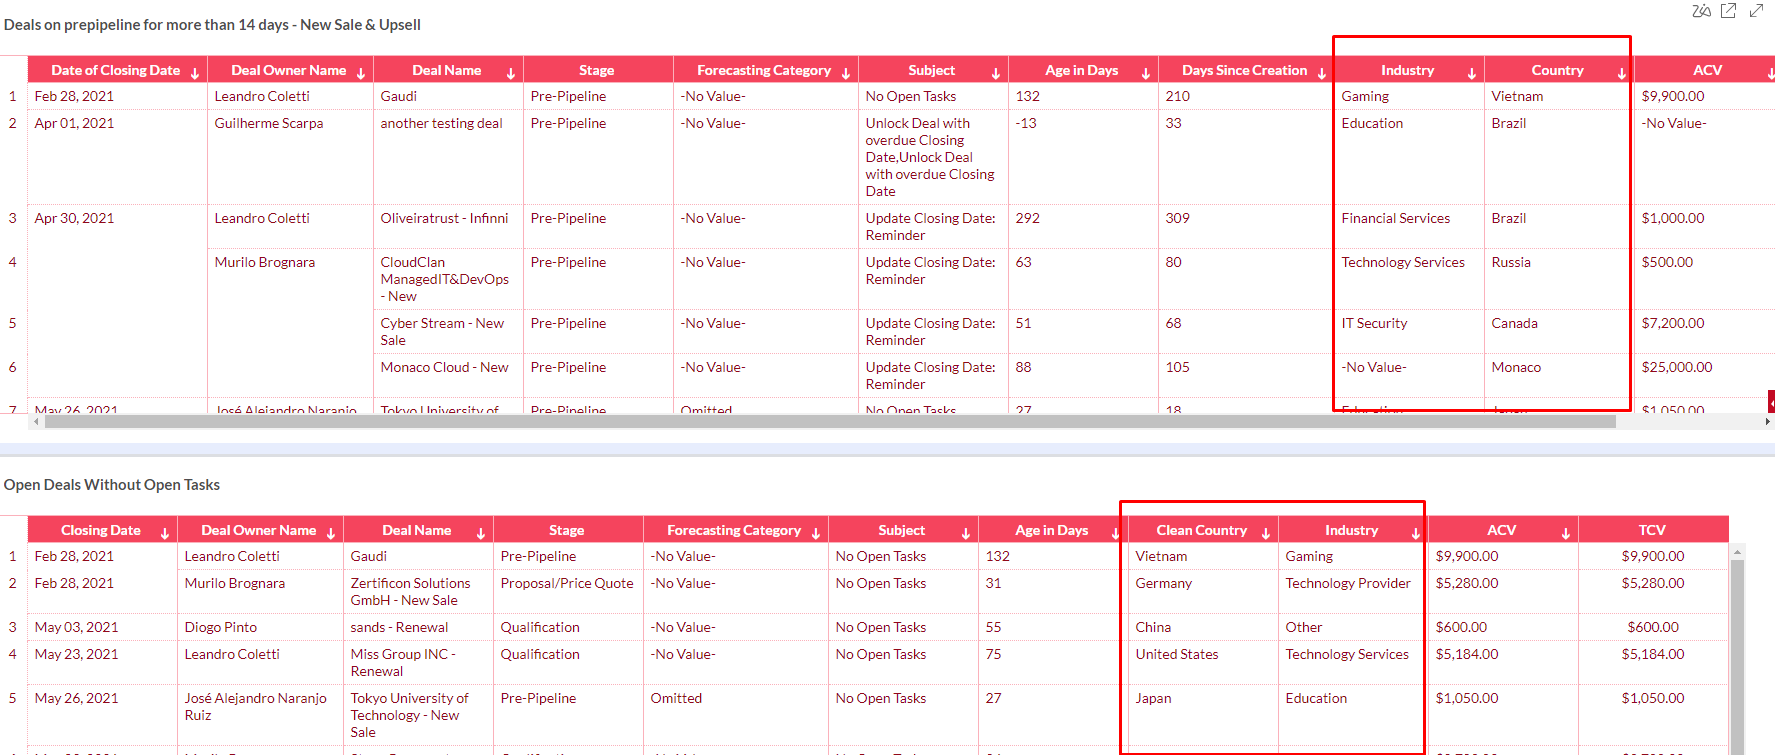 Deals on prepipeline for more than 14 days - New Sale & Upsell
Date of Closing Date Deal Owner Name Deal Name Stage Forecasting Category Subject Age in Days Days Since Creation Industry Country ACV
1 Feb 28, 2021 Leandro Coletti Gaudi Pre-Pipeline -No Value- No Open Tasks 132 210 Gaming Vietnam $9,900.00
2 Apr 01, 2021 Guilherme Scarpa another testing deal Pre-Pipeline -No Value- Unlock Deal with -13 33 Education Brazil -No Value-
overdue Closing
Date,Unlock Deal
with overdue Closing
Date
3 Apr 30, 2021 Leandro Coletti Oliveiratrust - Infinni Pre-Pipeline -No Value- Update Closing Date: 292 309 Financial Services Brazil $1,000.00
Reminder
4 Murilo Brognara CloudClan Pre-Pipeline -No Value- Update Closing Date: 63 80 Technology Services Russia $500.00
ManagedIT&DevOps Reminder
- New
5 Cyber Stream - New Pre-Pipeline -No Value- Update Closing Date: 51 68 IT Security Canada $7,200.00
Sale Reminder
6 Monaco Cloud - New Pre-Pipeline -No Value- Update Closing Date: 88 105 -No Value- Monaco $25,000.00
Reminder
7 May 26, 2021 José Alejandro Naranjo Tokyo University of Pre-Pipeline Omitted No Open Tasks 27 18 Education Japan $1,050.00
Open Deals Without Open Tasks
Closing Date Deal Owner Name Deal Name Stage Forecasting Category Subject Age in Days Clean Country Industry ACV TCV
1 Feb 28, 2021 Leandro Coletti Gaudi Pre-Pipeline -No Value- No Open Tasks 132 Vietnam Gaming $9,900.00 $9,900.00
2 Feb 28, 2021 Murilo Brognara Zertificon Solutions Proposal/Price Quote -No Value- No Open Tasks 31 Germany Technology Provider $5,280.00 $5,280.00
GmbH - New Sale
3 May 03, 2021 Diogo Pinto sands - Renewal Qualification -No Value- No Open Tasks 55 China Other $600.00 $600.00
4 May 23, 2021 Leandro Coletti Miss Group INC - Qualification -No Value- No Open Tasks 75 United States Technology Services $5,184.00 $5,184.00
Renewal
5 May 26, 2021 José Alejandro Naranjo Tokyo University of Pre-Pipeline Omitted No Open Tasks 27 Japan Education $1,050.00 $1,050.00
Ruiz Technology - New
Sale